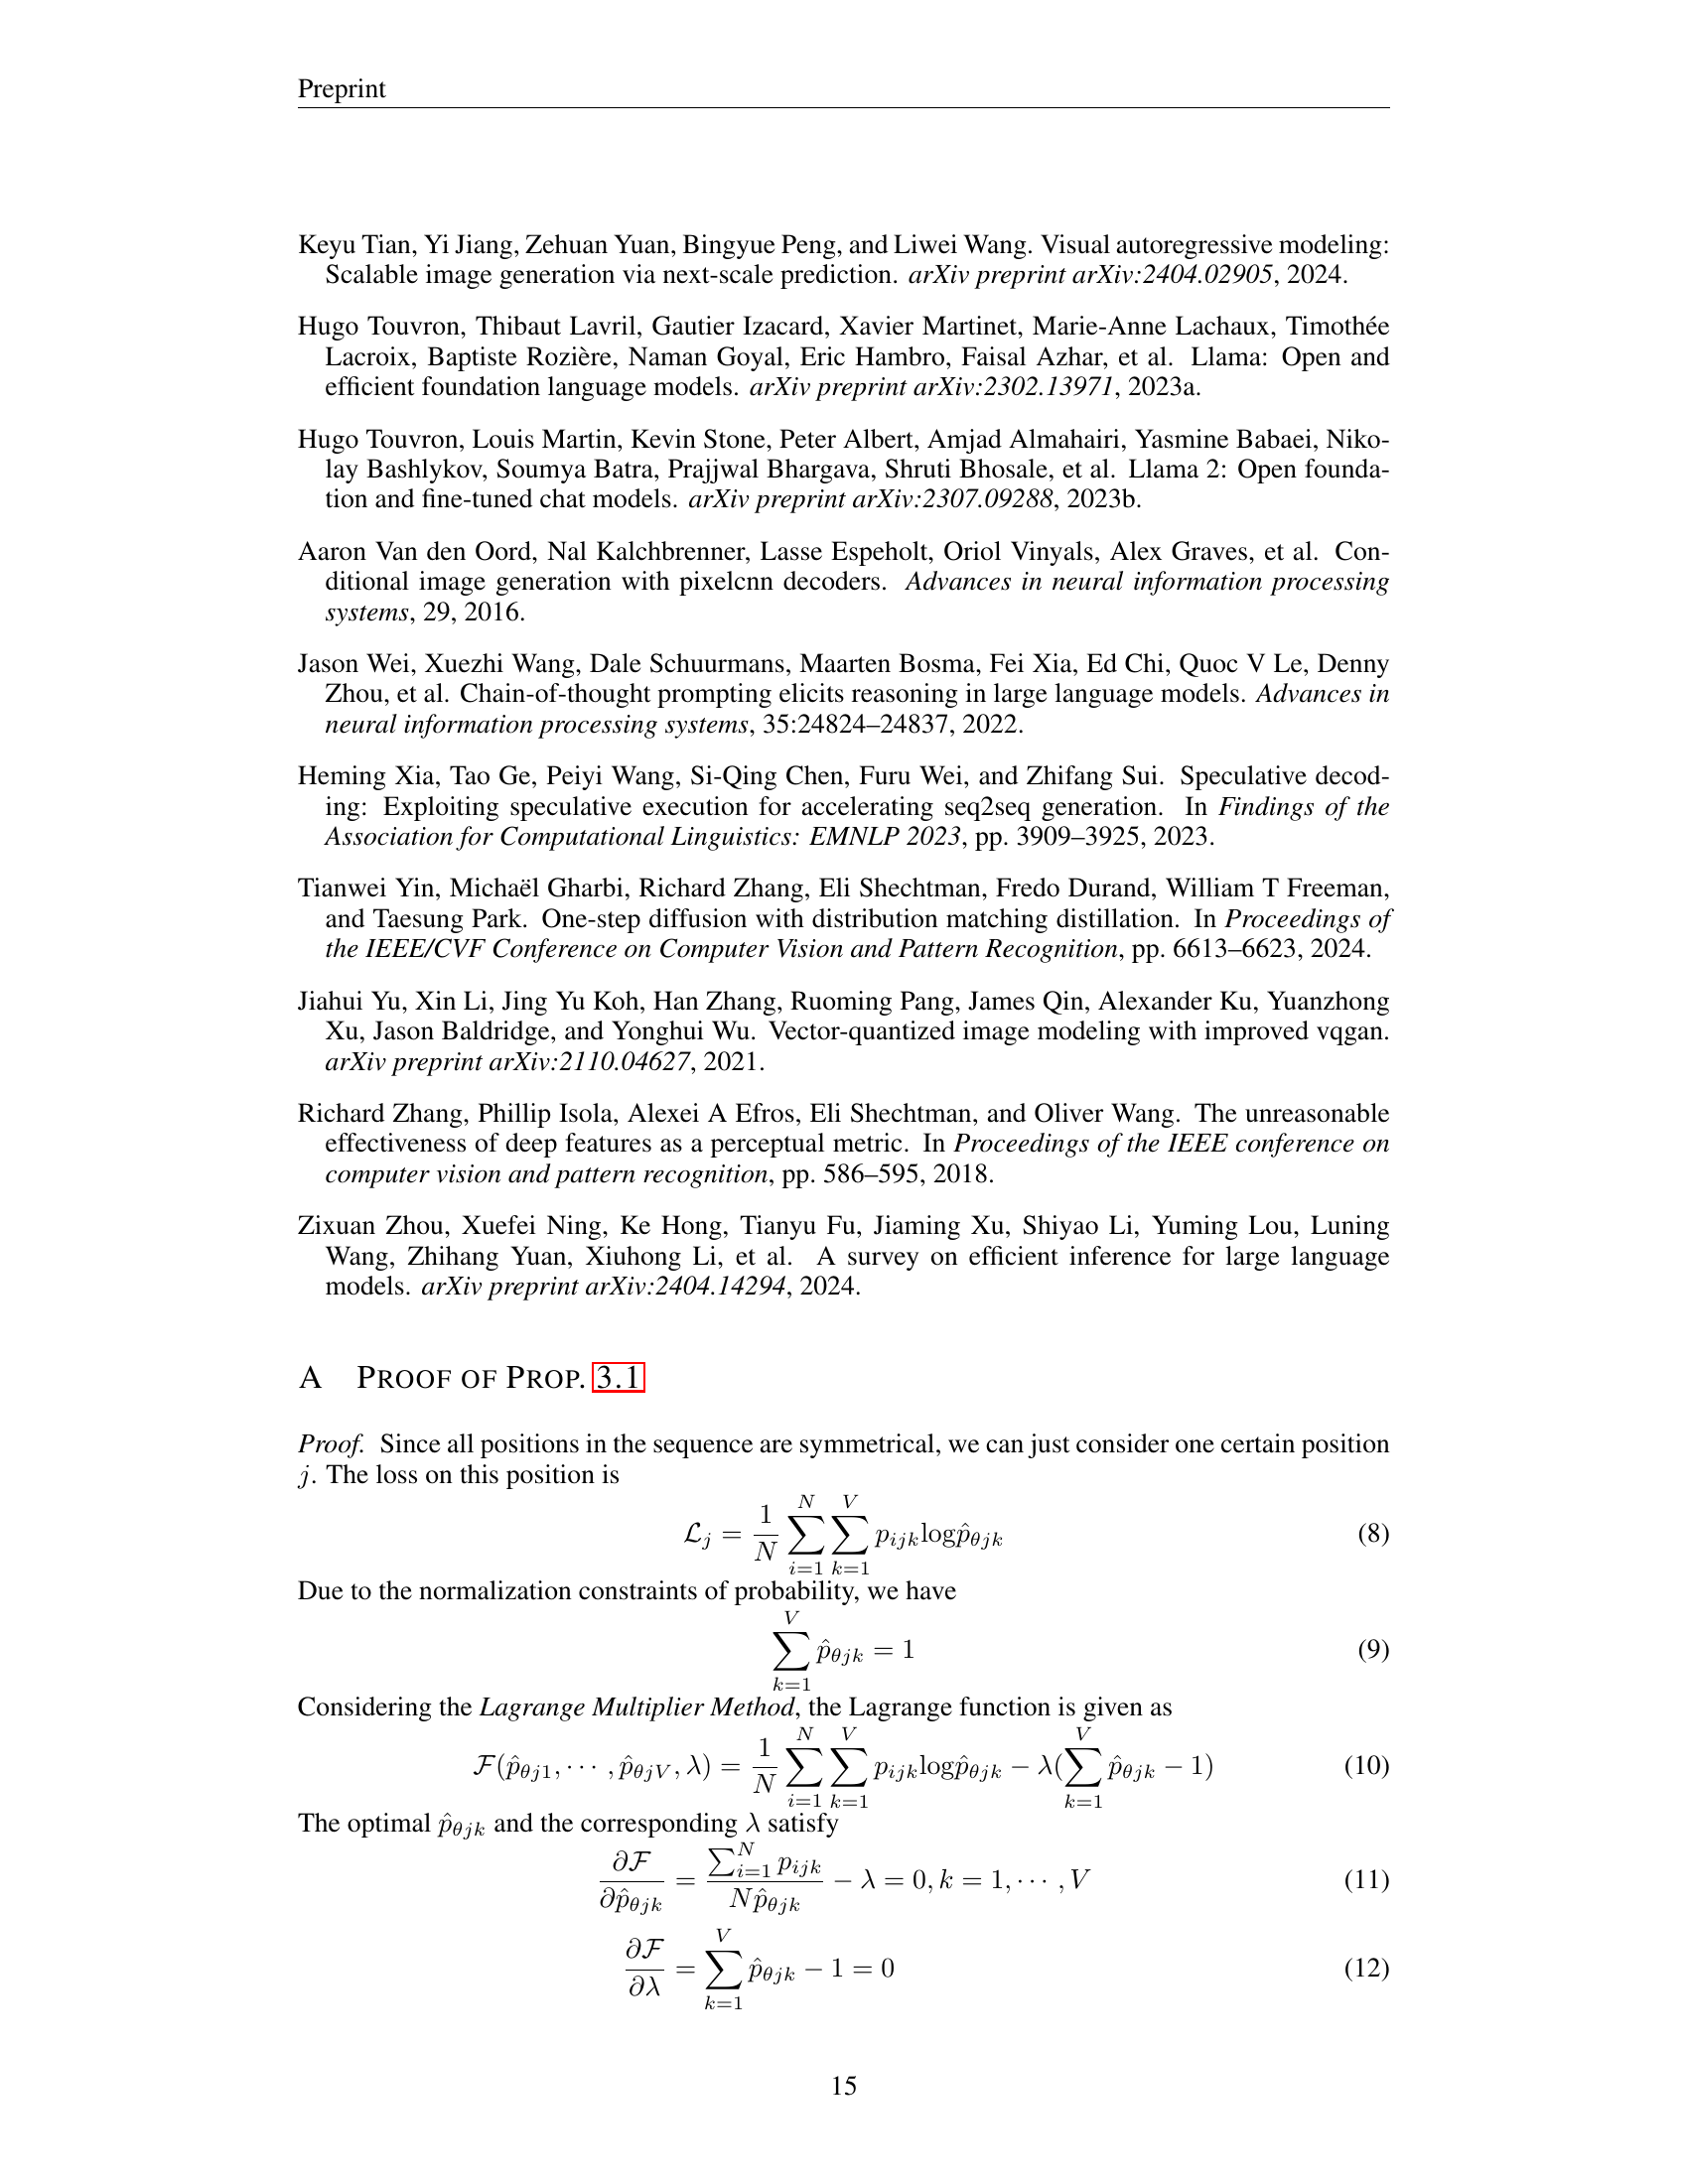 Preprint
Keyu Tian, Yi Jiang, Zehuan Yuan, Bingyue Peng, and Liwei Wang. Visual autoregressive modeling:
Scalable image generation via next-scale prediction. arXiv preprint arXiv:2404.02905, 2024.
Hugo Touvron, Thibaut Lavril, Gautier Izacard, Xavier Martinet, Marie-Anne Lachaux, Timothée
Lacroix, Baptiste Rozière, Naman Goyal, Eric Hambro, Faisal Azhar, et al. Llama: Open and
efficient foundation language models. arXiv preprint arXiv:2302.13971, 2023a.
Hugo Touvron, Louis Martin, Kevin Stone, Peter Albert, Amjad Almahairi, Yasmine Babaei, Niko-
lay Bashlykov, Soumya Batra, Prajjwal Bhargava, Shruti Bhosale, et al. Llama 2: Open founda-
tion and fine-tuned chat models. arXiv preprint arXiv:2307.09288, 2023b.
Aaron Van den Oord, Nal Kalchbrenner, Lasse Espeholt, Oriol Vinyals, Alex Graves, et al. Con-
ditional image generation with pixelcnn decoders. Advances in neural information processing
systems, 29, 2016.
Jason Wei, Xuezhi Wang, Dale Schuurmans, Maarten Bosma, Fei Xia, Ed Chi, Quoc V Le, Denny
Zhou, et al. Chain-of-thought prompting elicits reasoning in large language models. Advances in
neural information processing systems, 35:24824–24837, 2022.
Heming Xia, Tao Ge, Peiyi Wang, Si-Qing Chen, Furu Wei, and Zhifang Sui. Speculative decod-
ing: Exploiting speculative execution for accelerating seq2seq generation. In Findings of the
Association for Computational Linguistics: EMNLP 2023, pp. 3909–3925, 2023.
Tianwei Yin, Michaël Gharbi, Richard Zhang, Eli Shechtman, Fredo Durand, William T Freeman,
and Taesung Park. One-step diffusion with distribution matching distillation. In Proceedings of
the IEEE/CVF Conference on Computer Vision and Pattern Recognition, pp. 6613–6623, 2024.
Jiahui Yu, Xin Li, Jing Yu Koh, Han Zhang, Ruoming Pang, James Qin, Alexander Ku, Yuanzhong
Xu, Jason Baldridge, and Yonghui Wu. Vector-quantized image modeling with improved vqgan.
arXiv preprint arXiv:2110.04627, 2021.
Richard Zhang, Phillip Isola, Alexei A Efros, Eli Shechtman, and Oliver Wang. The unreasonable
effectiveness of deep features as a perceptual metric. In Proceedings of the IEEE conference on
computer vision and pattern recognition, pp. 586–595, 2018.
Zixuan Zhou, Xuefei Ning, Ke Hong, Tianyu Fu, Jiaming Xu, Shiyao Li, Yuming Lou, Luning
Wang, Zhihang Yuan, Xiuhong Li, et al. A survey on efficient inference for large language
models. arXiv preprint arXiv:2404.14294, 2024.
A PROOF OF PROP. 3.1
Proof. Since all positions in the sequence are symmetrical, we can just consider one certain position
j. The loss on this position is
$\mathcal{L}_j = \frac{1}{N} \sum_{i=1}^{N} \sum_{k=1}^{V} p_{ijk} \log \hat{p}_{\theta jk}$ (8)
Due to the normalization constraints of probability, we have
$\sum_{k=1}^{V} \hat{p}_{\theta jk} = 1$ (9)
Considering the Lagrange Multiplier Method, the Lagrange function is given as
$\mathcal{F}(\hat{p}_{\theta j1}, \cdots, \hat{p}_{\theta jV}, \lambda) = \frac{1}{N} \sum_{i=1}^{N} \sum_{k=1}^{V} p_{ijk} \log \hat{p}_{\theta jk} - \lambda(\sum_{k=1}^{V} \hat{p}_{\theta jk} - 1)$ (10)
The optimal $\hat{p}_{\theta jk}$ and the corresponding $\lambda$ satisfy
$\frac{\partial \mathcal{F}}{\partial \hat{p}_{\theta jk}} = \frac{\sum_{i=1}^{N} p_{ijk}}{N \hat{p}_{\theta jk}} - \lambda = 0, k = 1, \cdots, V$ (11)
$\frac{\partial \mathcal{F}}{\partial \lambda} = \sum_{k=1}^{V} \hat{p}_{\theta jk} - 1 = 0$ (12)
15